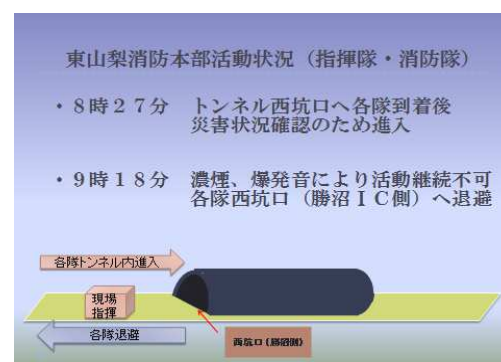 東山梨消防本部活動状況（指揮隊・消防隊）
・８時２７分　トンネル西坑口へ各隊到着後
災害状況確認のため進入
・９時１８分　濃煙、爆発音により活動継続不可
各隊西坑口（勝沼ＩＣ側）へ退避
各隊トンネル内進入
現場
指揮
各隊退避
西坑口（勝沼側）